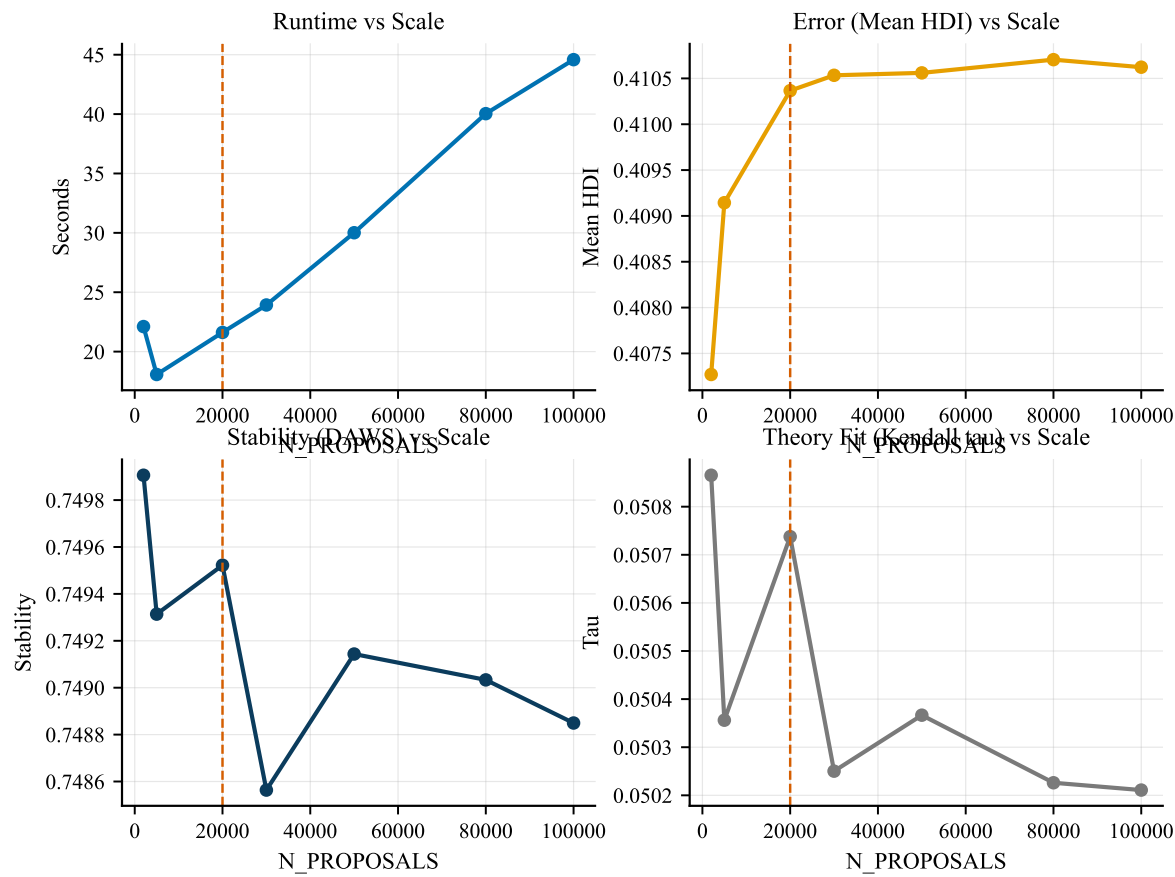 Runtime vs Scale
Seconds
45
40
35
30
25
20
0 20000 40000 60000 80000 100000
N_PROPOSALS
Error (Mean HDI) vs Scale
Mean HDI
0.4105
0.4100
0.4095
0.4090
0.4085
0.4080
0.4075
0 20000 40000 60000 80000 100000
N_PROPOSALS
Stability (DAWS) vs Scale
Stability
0.7498
0.7496
0.7494
0.7492
0.7490
0.7488
0.7486
0 20000 40000 60000 80000 100000
N_PROPOSALS
Theory Fit (Kendall tau) vs Scale
Tau
0.0508
0.0507
0.0506
0.0505
0.0504
0.0503
0.0502
0 20000 40000 60000 80000 100000
N_PROPOSALS